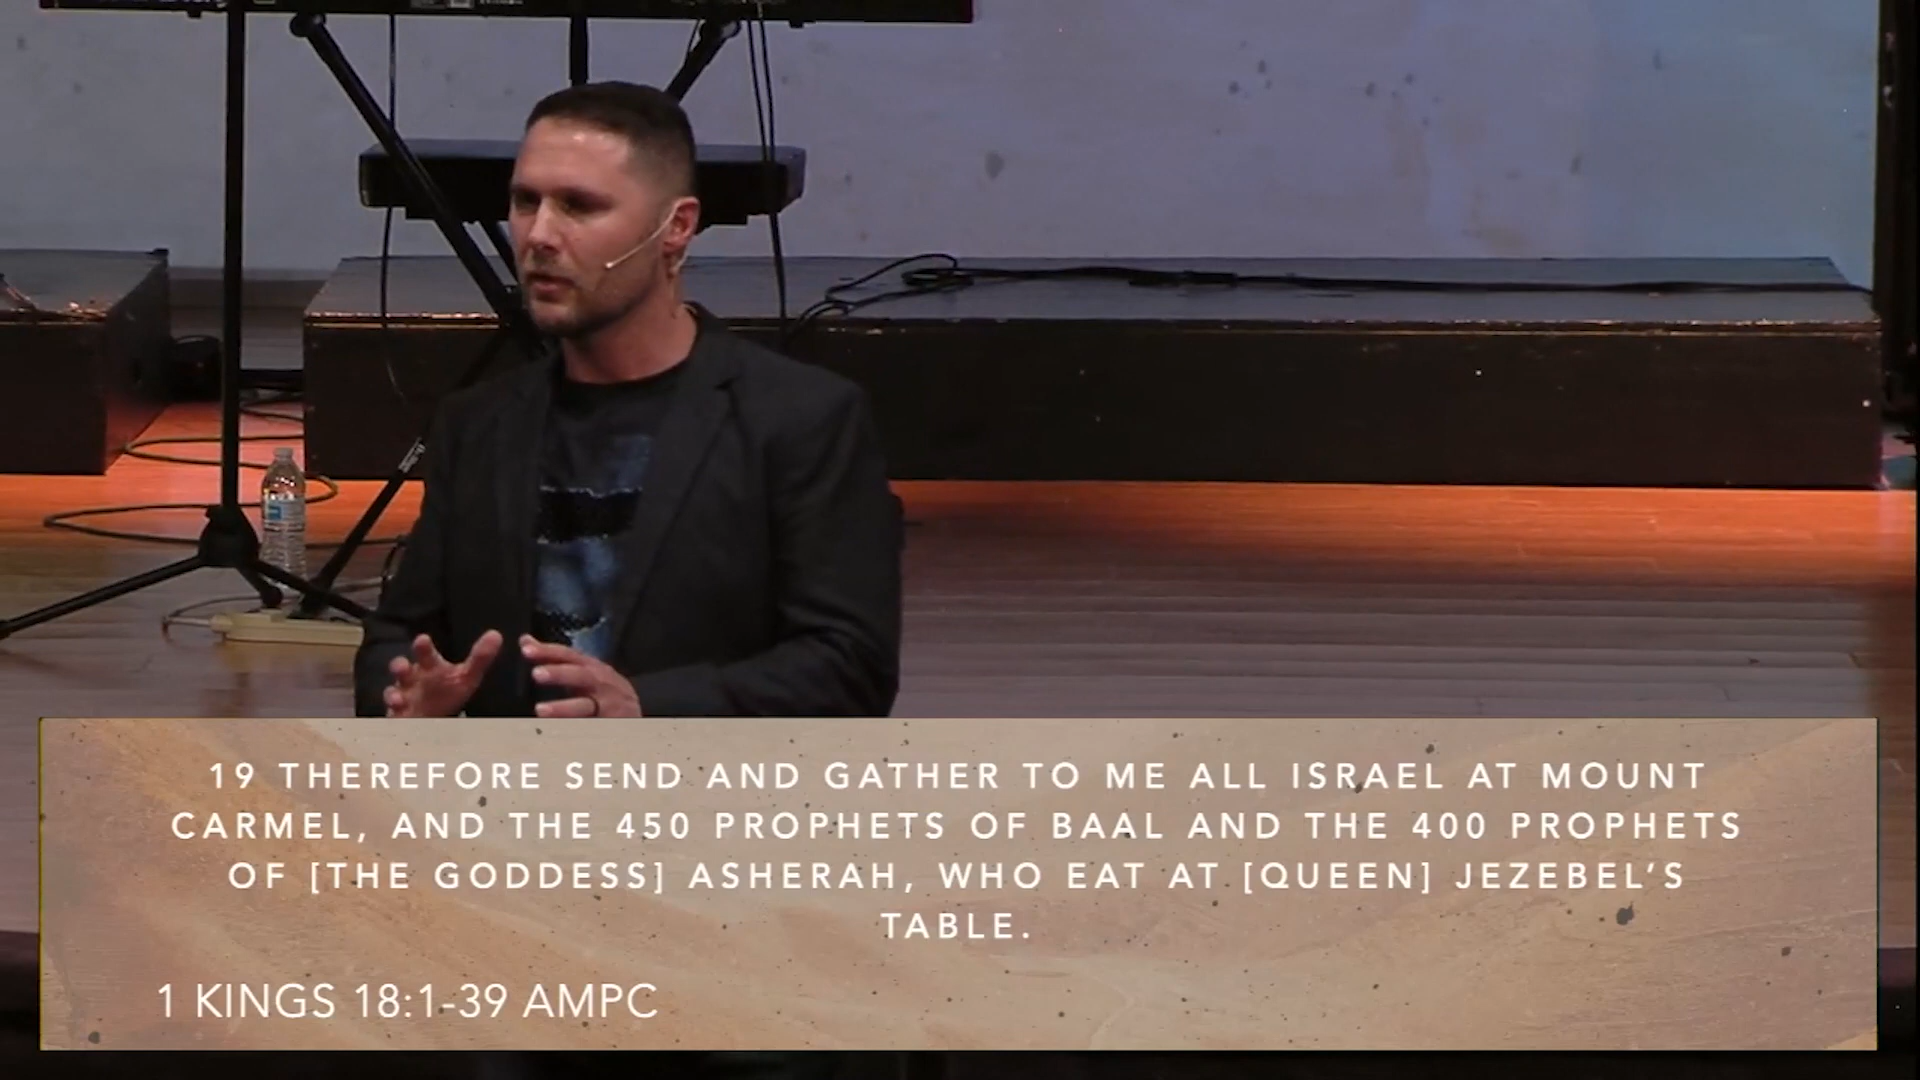 19 THEREFORE SEND AND GATHER TO ME ALL ISRAEL AT MOUNT
CARMEL, AND THE 450 PROPHETS OF BAAL AND THE 400 PROPHETS
OF [THE GODDESS] ASHERAH, WHO EAT AT [QUEEN] JEZEBEL’S
TABLE.
1 KINGS 18:1-39 AMPC